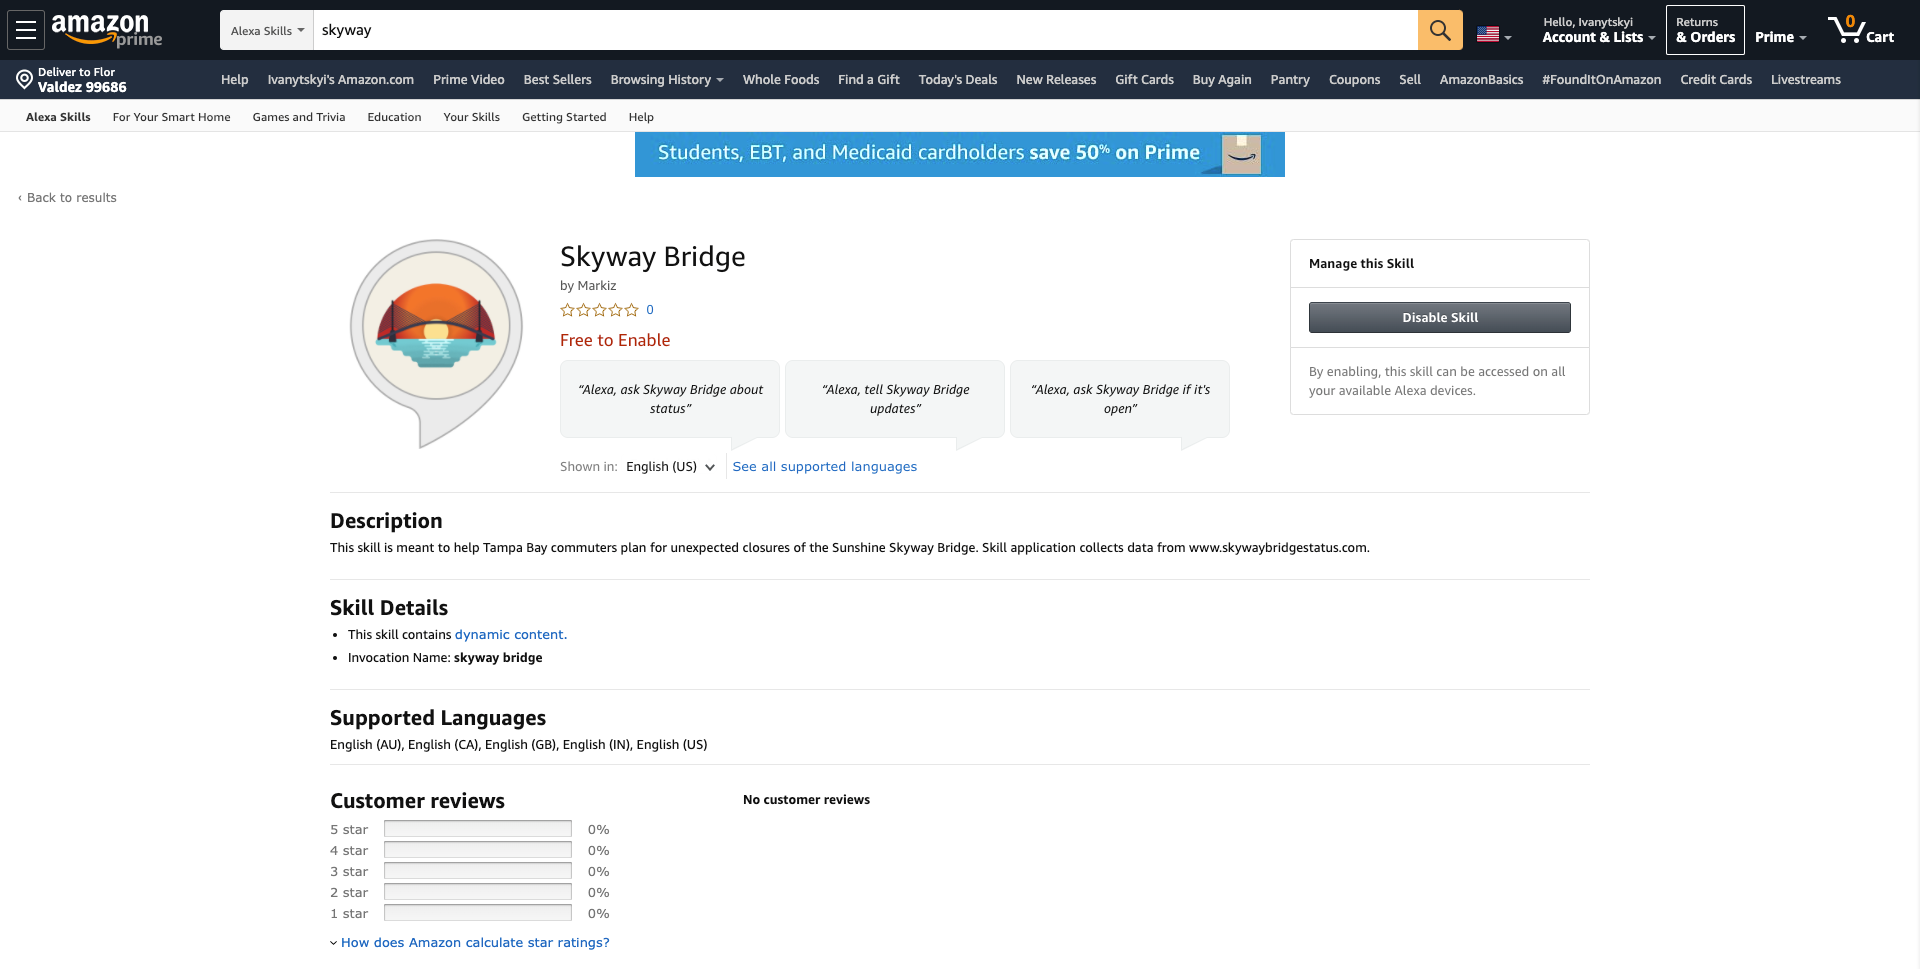 amazon
prime
Alexa Skills
skyway
Hello, Ivanytskyi
Account & Lists
Returns
& Orders
Prime
0
Cart
Deliver to Flor
Valdez 99686
Help
Ivanytskyi's Amazon.com
Prime Video
Best Sellers
Browsing History
Whole Foods
Find a Gift
Today's Deals
New Releases
Gift Cards
Buy Again
Pantry
Coupons
Sell
AmazonBasics
#FoundItOnAmazon
Credit Cards
Livestreams
Alexa Skills
For Your Smart Home
Games and Trivia
Education
Your Skills
Getting Started
Help
Students, EBT, and Medicaid cardholders save 50% on Prime
‹ Back to results
Skyway Bridge
by Markiz
0
Free to Enable
“Alexa, ask Skyway Bridge about
status”
“Alexa, tell Skyway Bridge
updates”
“Alexa, ask Skyway Bridge if it's
open”
Shown in: English (US)
See all supported languages
Manage this Skill
Disable Skill
By enabling, this skill can be accessed on all
your available Alexa devices.
Description
This skill is meant to help Tampa Bay commuters plan for unexpected closures of the Sunshine Skyway Bridge. Skill application collects data from www.skywaybridgestatus.com.
Skill Details
• This skill contains dynamic content.
• Invocation Name: skyway bridge
Supported Languages
English (AU), English (CA), English (GB), English (IN), English (US)
Customer reviews
5 star 0%
4 star 0%
3 star 0%
2 star 0%
1 star 0%
How does Amazon calculate star ratings?
No customer reviews